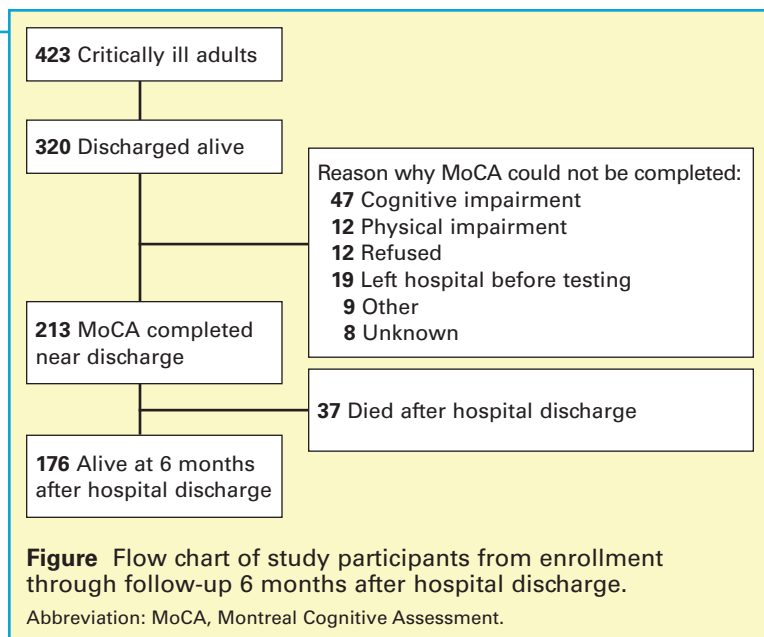 423 Critically ill adults
320 Discharged alive
Reason why MoCA could not be completed:
47 Cognitive impairment
12 Physical impairment
12 Refused
19 Left hospital before testing
9 Other
8 Unknown
213 MoCA completed
near discharge
37 Died after hospital discharge
176 Alive at 6 months
after hospital discharge
Figure Flow chart of study participants from enrollment
through follow-up 6 months after hospital discharge.
Abbreviation: MoCA, Montreal Cognitive Assessment.